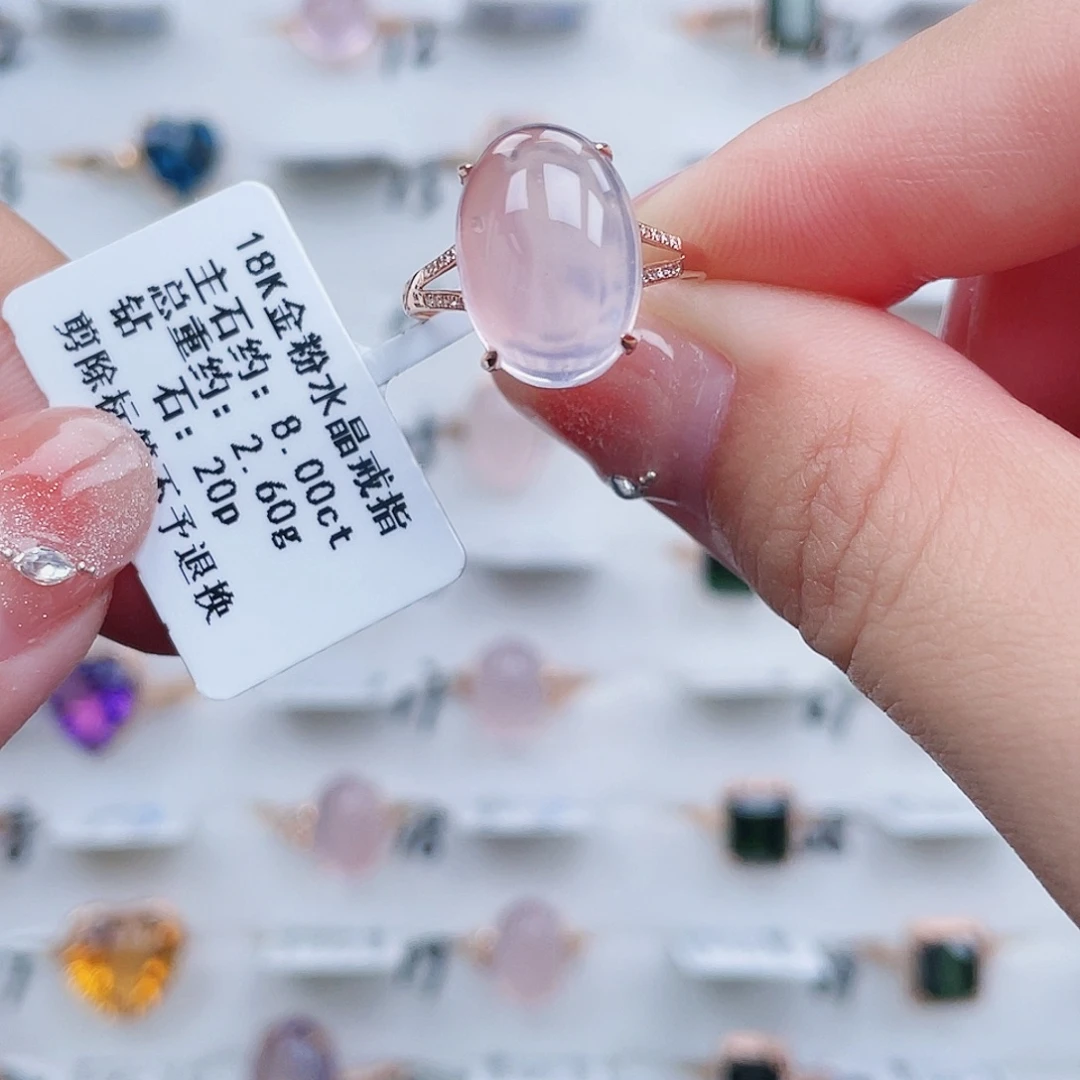 18K金粉水晶戒指
主石约: 8.00ct
总重约: 2.60g
钻 石: 20p
剪除标 不予退换